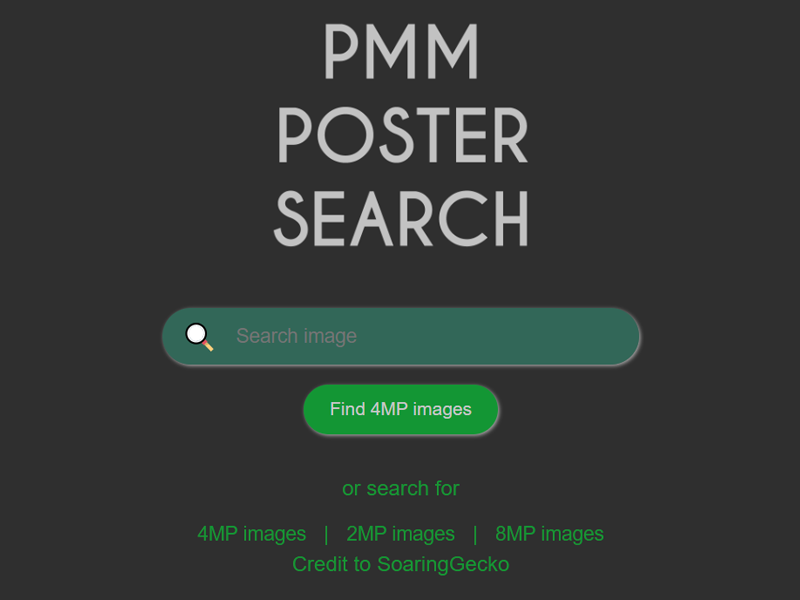 PMM
POSTER
SEARCH
Search image
Find 4MP images
or search for
4MP images | 2MP images | 8MP images
Credit to SoaringGecko